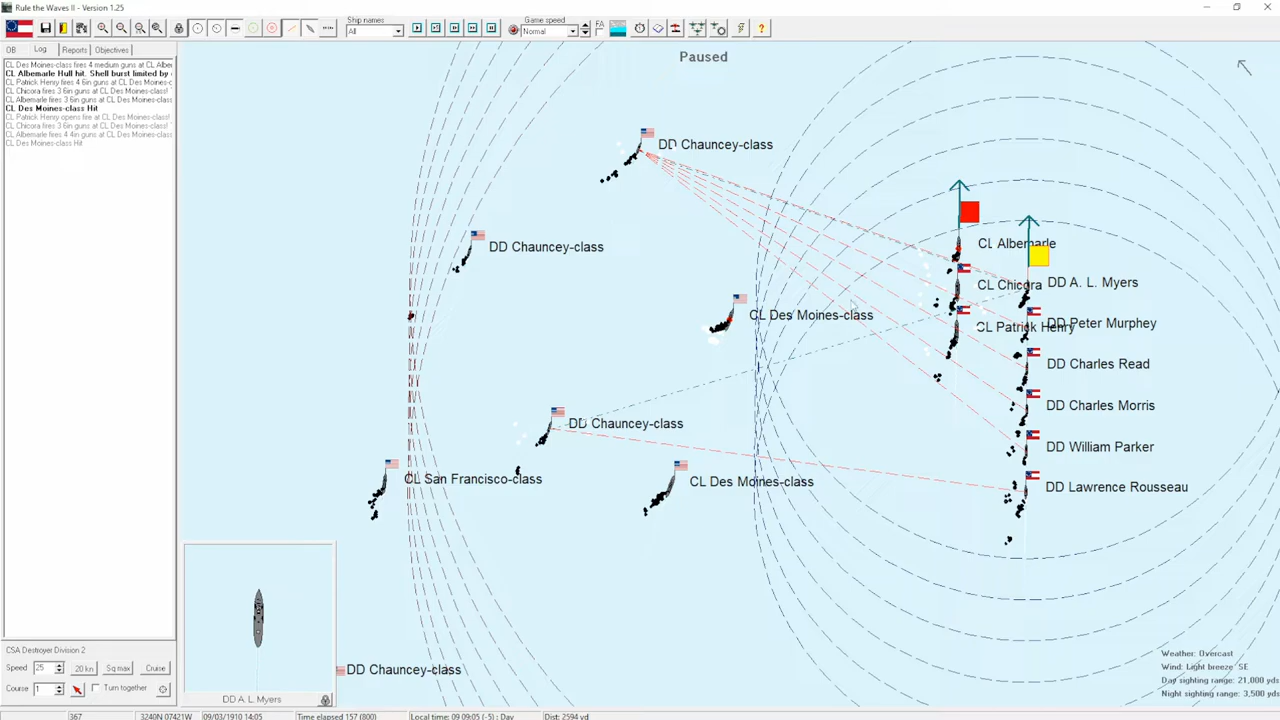 Rule the Waves II - Version 1.25
Ship names
All
Game speed
Normal
FA
OB Log Reports Objectives
CL Des Moines-class fires 4 medium guns at CL Albe
CL Albemarle Hull hit. Shell burst limited by
CL Patrick Henry fires 4 6in guns at CL Des Moines-c
CL Chicora fires 3 6in guns at CL Des Moines-class!
CL Albemarle fires 3 6in guns at CL Des Moines-class
CL Des Moines-class Hit
CL Patrick Henry opens fire at CL Des Moines-class
CL Chicora fires 3 6in guns at CL Des Moines-class!
CL Albemarle fires 4 4in guns at CL Des Moines-class
CL Des Moines-class Hit
Paused
DD Chauncey-class
DD Chauncey-class
CL Albemarle
CL Chicora
DD A. L. Myers
CL Des Moines-class
CL Patrick Henry
DD Peter Murphey
DD Charles Read
DD Charles Morris
DD Chauncey-class
DD William Parker
CL San Francisco-class
CL Des Moines-class
DD Lawrence Rousseau
DD Chauncey-class
DD A. L. Myers
CSA Destroyer Division 2
Speed 25 20 kn Sq max Cruise
Course 1 Turn together
Weather: Overcast
Wind: Light breeze SE
Day sighting range: 21,000 yds
Night sighting range: 3,500 yds
367 3240N 07421W 09/03/1910 14:05 Time elapsed 157 (800) Local time: 09 09:05 (-5) : Day Dist: 2594 yd